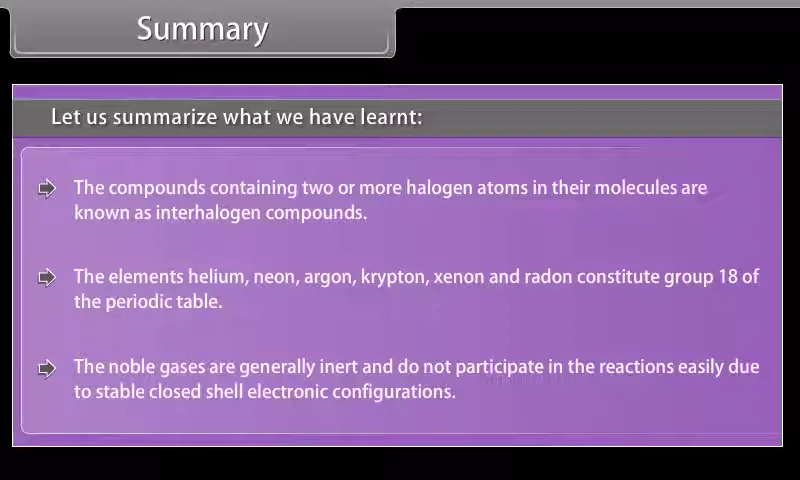 Summary
Let us summarize what we have learnt:
The compounds containing two or more halogen atoms in their molecules are
known as interhalogen compounds.
The elements helium, neon, argon, krypton, xenon and radon constitute group 18 of
the periodic table.
The noble gases are generally inert and do not participate in the reactions easily due
to stable closed shell electronic configurations.